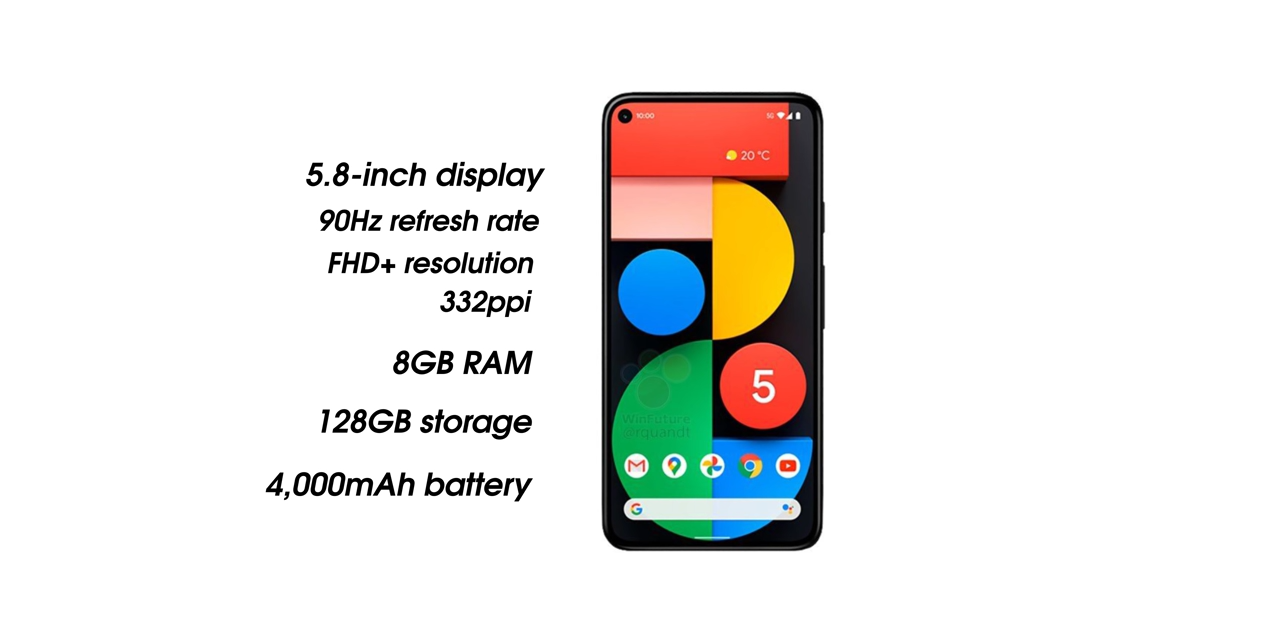 5.8-inch display
90Hz refresh rate
FHD+ resolution
332ppi
8GB RAM
128GB storage
4,000mAh battery
10:00
5G
20 °C
5
WinFuture
@rquandt